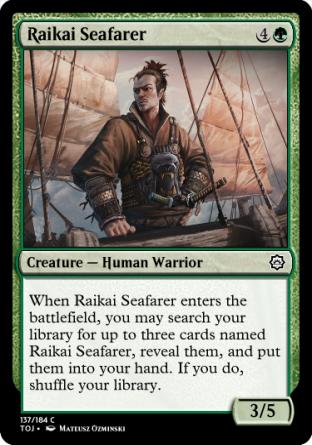 Raikai Seafarer 4
Creature — Human Warrior
When Raikai Seafarer enters the
battlefield, you may search your
library for up to three cards named
Raikai Seafarer, reveal them, and put
them into your hand. If you do,
shuffle your library.
3/5
137/184 C
TOJ • Mateusz Ozminski